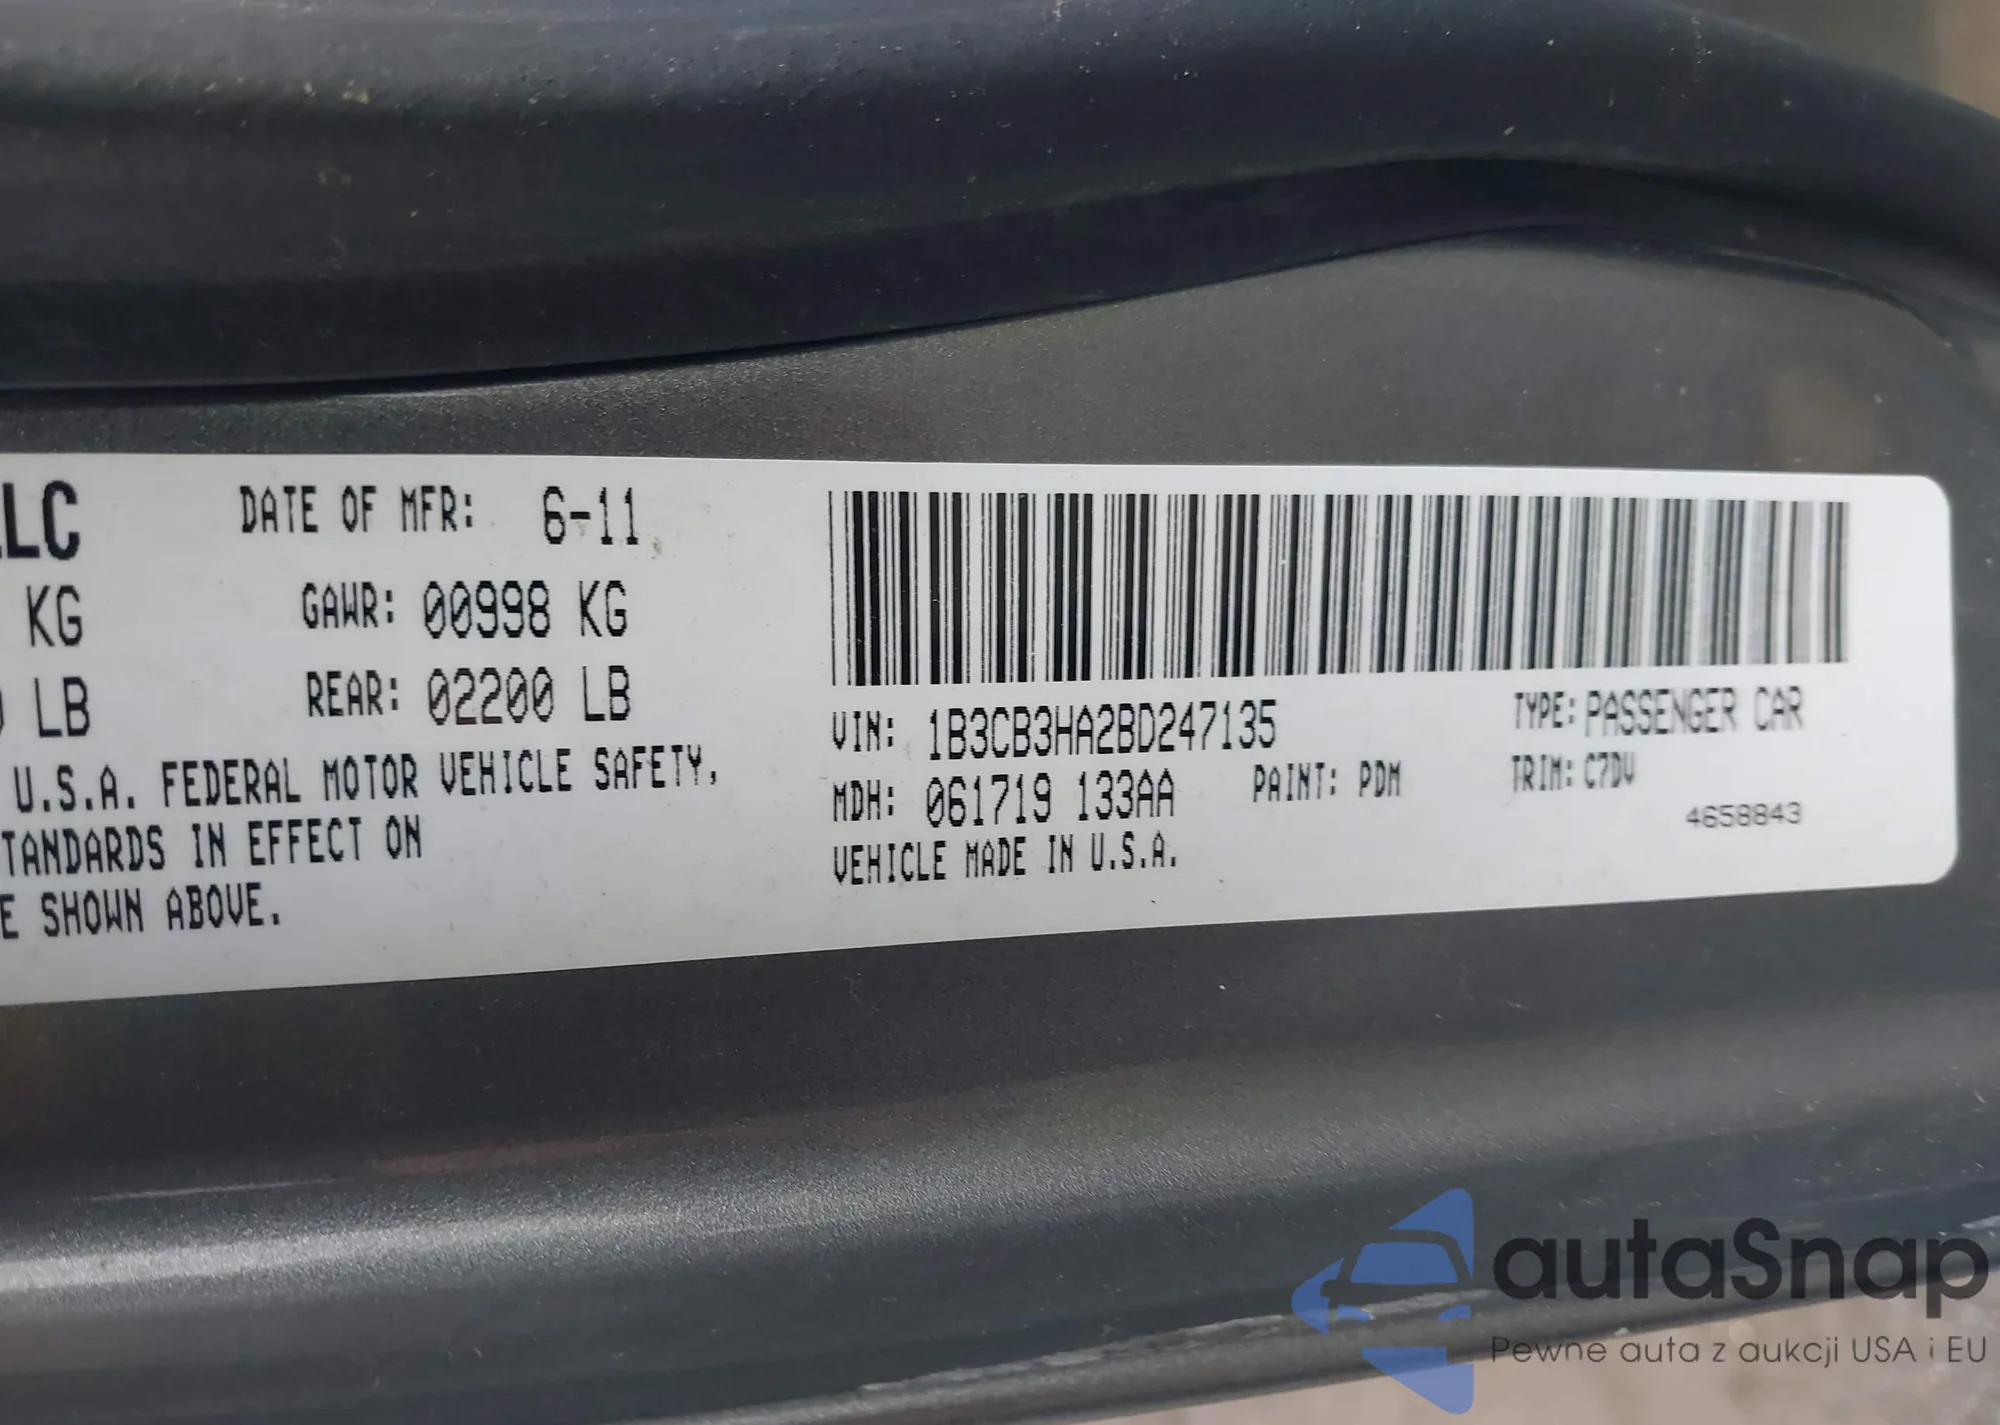 LLC DATE OF MFR: 6-11
KG GAWR: 00998 KG
LB REAR: 02200 LB
U.S.A. FEDERAL MOTOR VEHICLE SAFETY,
TANDARDS IN EFFECT ON
E SHOWN ABOVE.
VIN: 1B3CB3HA2BD247135 TYPE: PASSENGER CAR
MDH: 061719 133AA PAINT: PDM TRIM: C7DV
4658843
VEHICLE MADE IN U.S.A.
autaSnap
Pewne auta z aukcji USA i EU